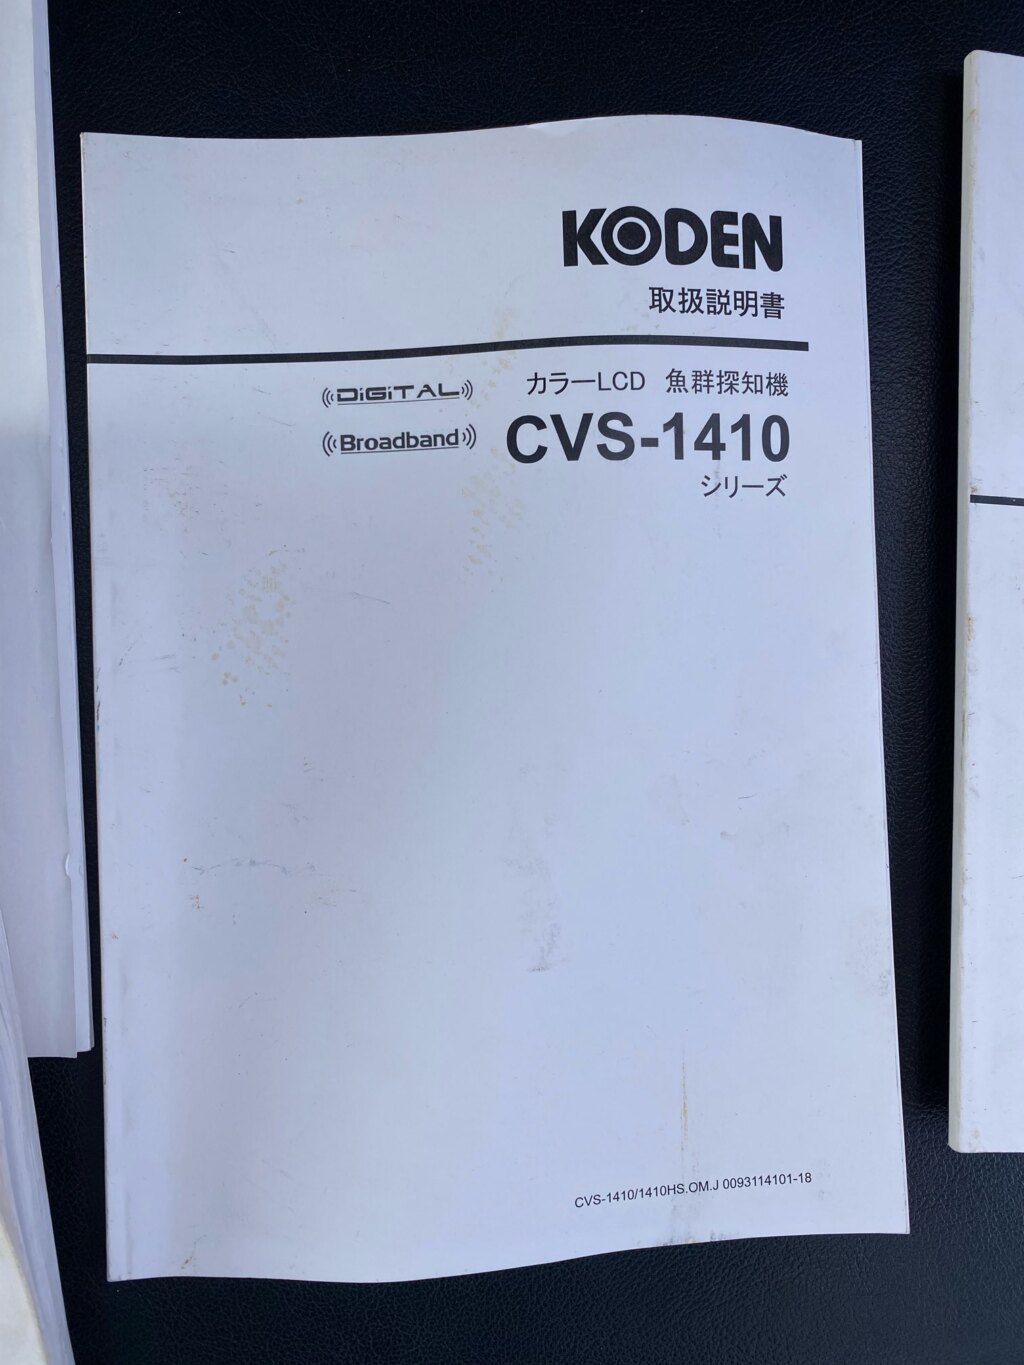 KODEN
取扱説明書
DiGiTAL
カラーLCD 魚群探知機
Broadband
CVS-1410
シリーズ
CVS-1410/1410HS.OM.J 0093114101-18